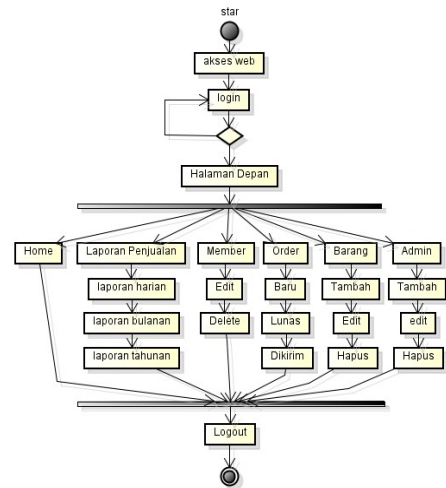 star
akses web
login
Halaman Depan
Home
Laporan Penjualan
Member
Order
Barang
Admin
laporan harian
Edit
Baru
Tambah
Tambah
laporan bulanan
Delete
Lunas
Edit
edit
laporan tahunan
Dikirim
Hapus
Hapus
Logout